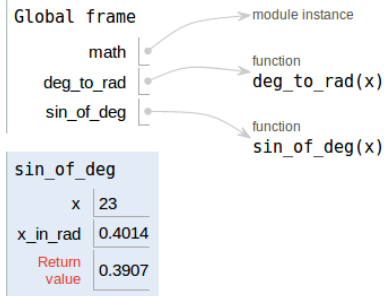 Global frame
module instance
math
function
deg_to_rad
deg_to_rad(x)
function
sin_of_deg
sin_of_deg(x)
sin_of_deg
x 23
x_in_rad 0.4014
Return
value 0.3907